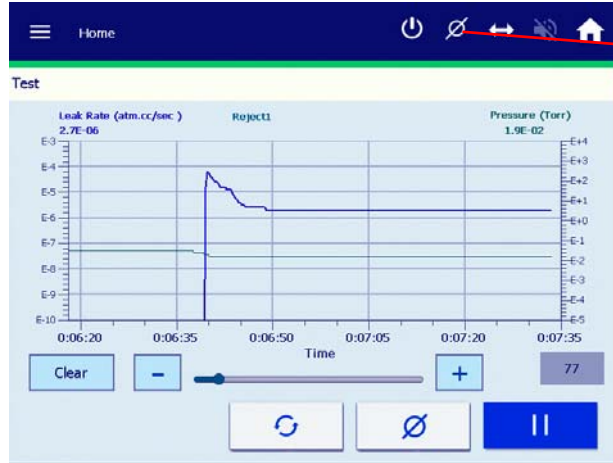 Home
Test
Leak Rate (atm.cc/sec ) Reject1 Pressure (Torr)
2.7E-06 1.9E-02
E-3 E+4
E-4 E+3
E-5 E+2
E-6 E+1
E-7 E+0
E-8 E-1
E-9 E-2
E-10 E-3
E-4
E-5
0:06:20 0:06:35 0:06:50 0:07:05 0:07:20 0:07:35
Time
Clear - + 77